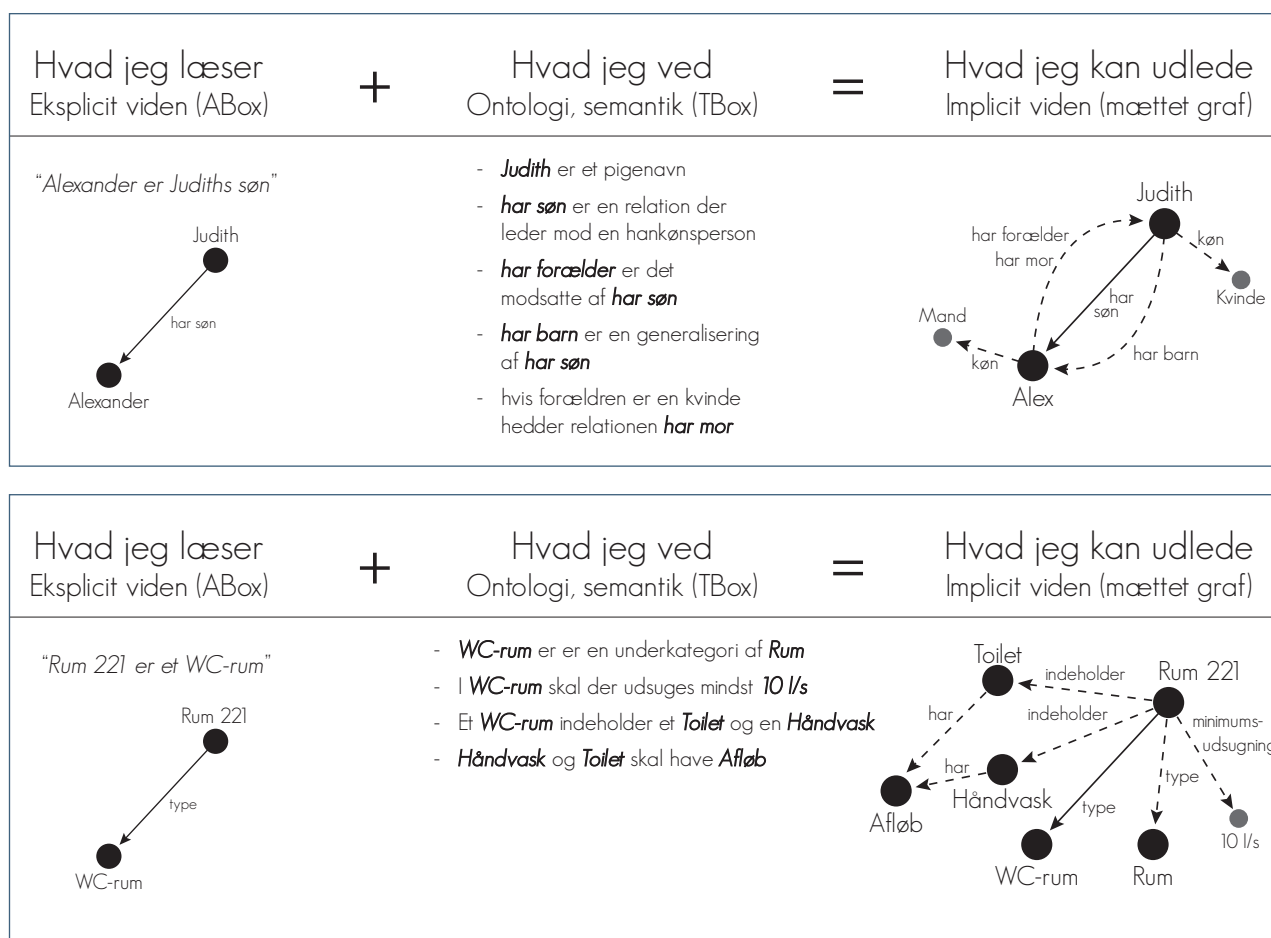 Hvad jeg læser
Eksplicit viden (ABox)
+
Hvad jeg ved
Ontologi, semantik (TBox)
=
Hvad jeg kan udlede
Implicit viden (mættet graf)
"Alexander er Judiths søn"
Judith
har søn
Alexander
- Judith er et pigenavn
- har søn er en relation der
leder mod en hankønsperson
- har forælder er det
modsatte af har søn
- har barn er en generalisering
af har søn
- hvis forældren er en kvinde
hedder relationen har mor
Judith
har forælder
har mor
køn
Kvinde
har
søn
Mand
køn
har barn
Alex
Hvad jeg læser
Eksplicit viden (ABox)
+
Hvad jeg ved
Ontologi, semantik (TBox)
=
Hvad jeg kan udlede
Implicit viden (mættet graf)
"Rum 221 er et WC-rum"
Rum 221
type
WC-rum
- WC-rum er er en underkategori af Rum
- I WC-rum skal der udsuges mindst 10 l/s
- Et WC-rum indeholder et Toilet og en Håndvask
- Håndvask og Toilet skal have Afløb
Toilet
indeholder
Rum 221
har
indeholder
minimums-
udsugning
har
type
Håndvask
type
Afløb
10 l/s
WC-rum
Rum